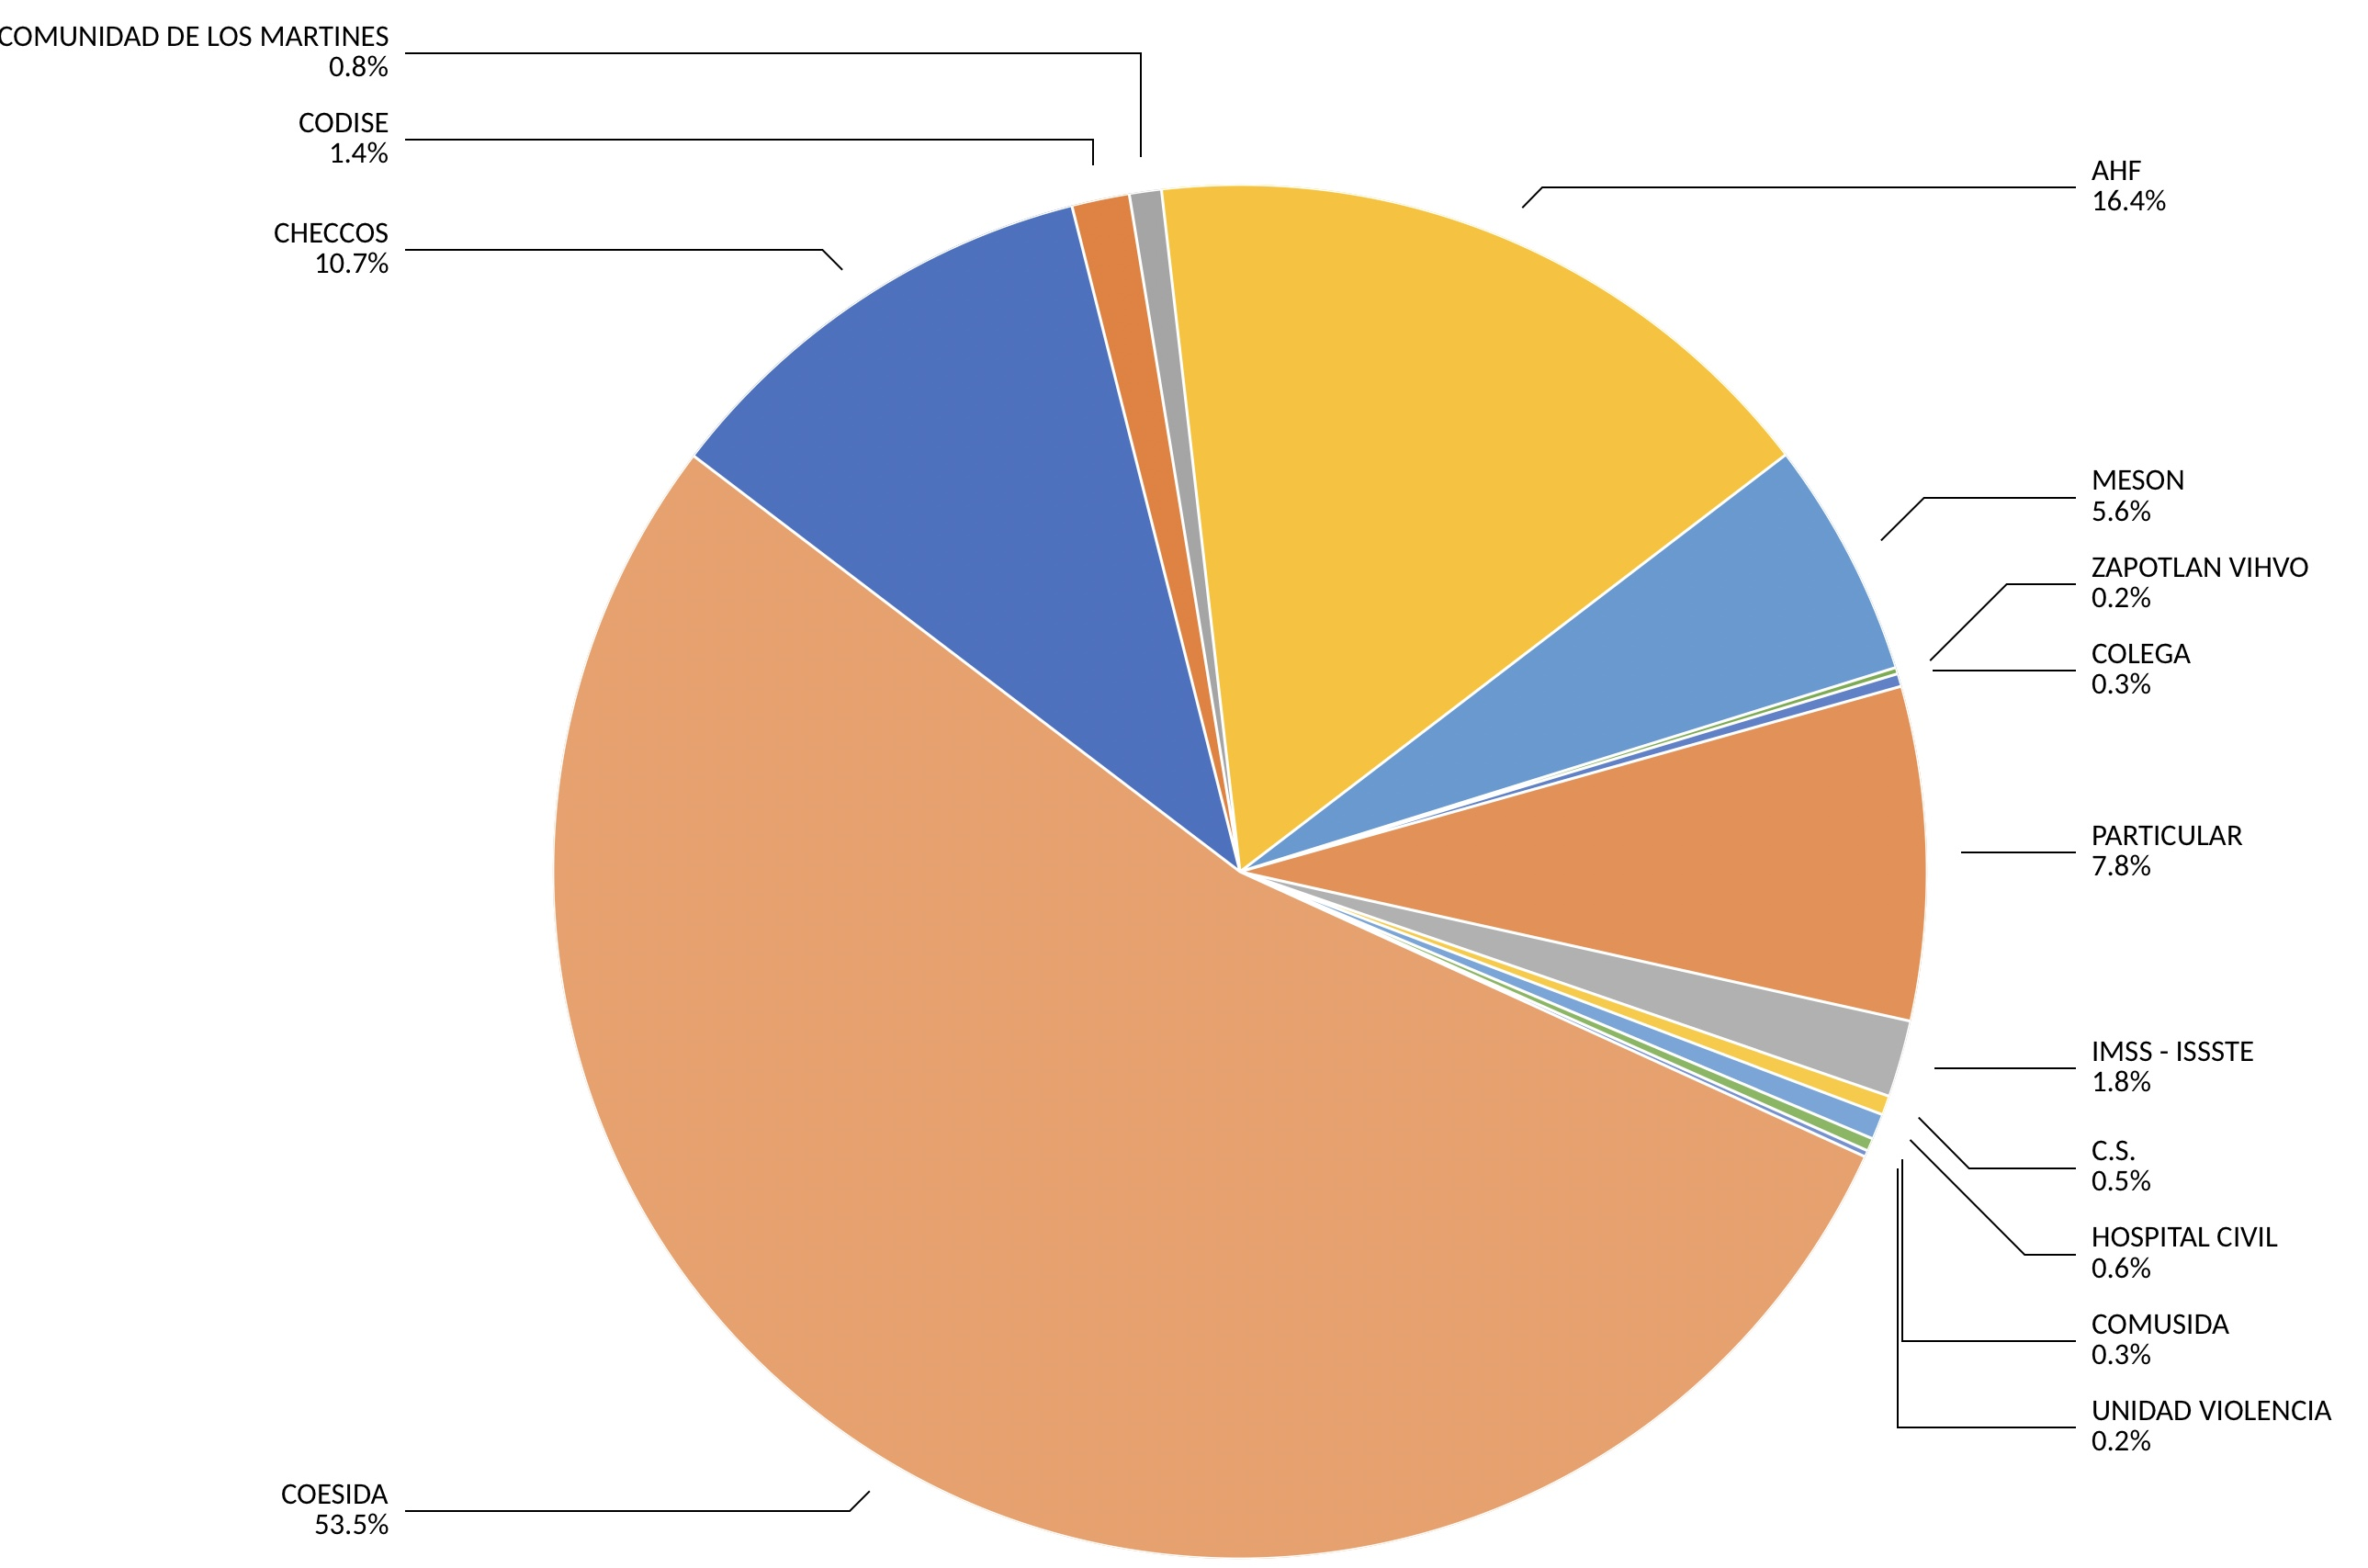 COMUNIDAD DE LOS MARTINES
0.8%
CODISE
1.4%
CHECCOS
10.7%
AHF
16.4%
MESON
5.6%
ZAPOTLAN VIHVO
0.2%
COLEGA
0.3%
PARTICULAR
7.8%
IMSS - ISSSTE
1.8%
C.S.
0.5%
HOSPITAL CIVIL
0.6%
COMUSIDA
0.3%
UNIDAD VIOLENCIA
0.2%
COESIDA
53.5%